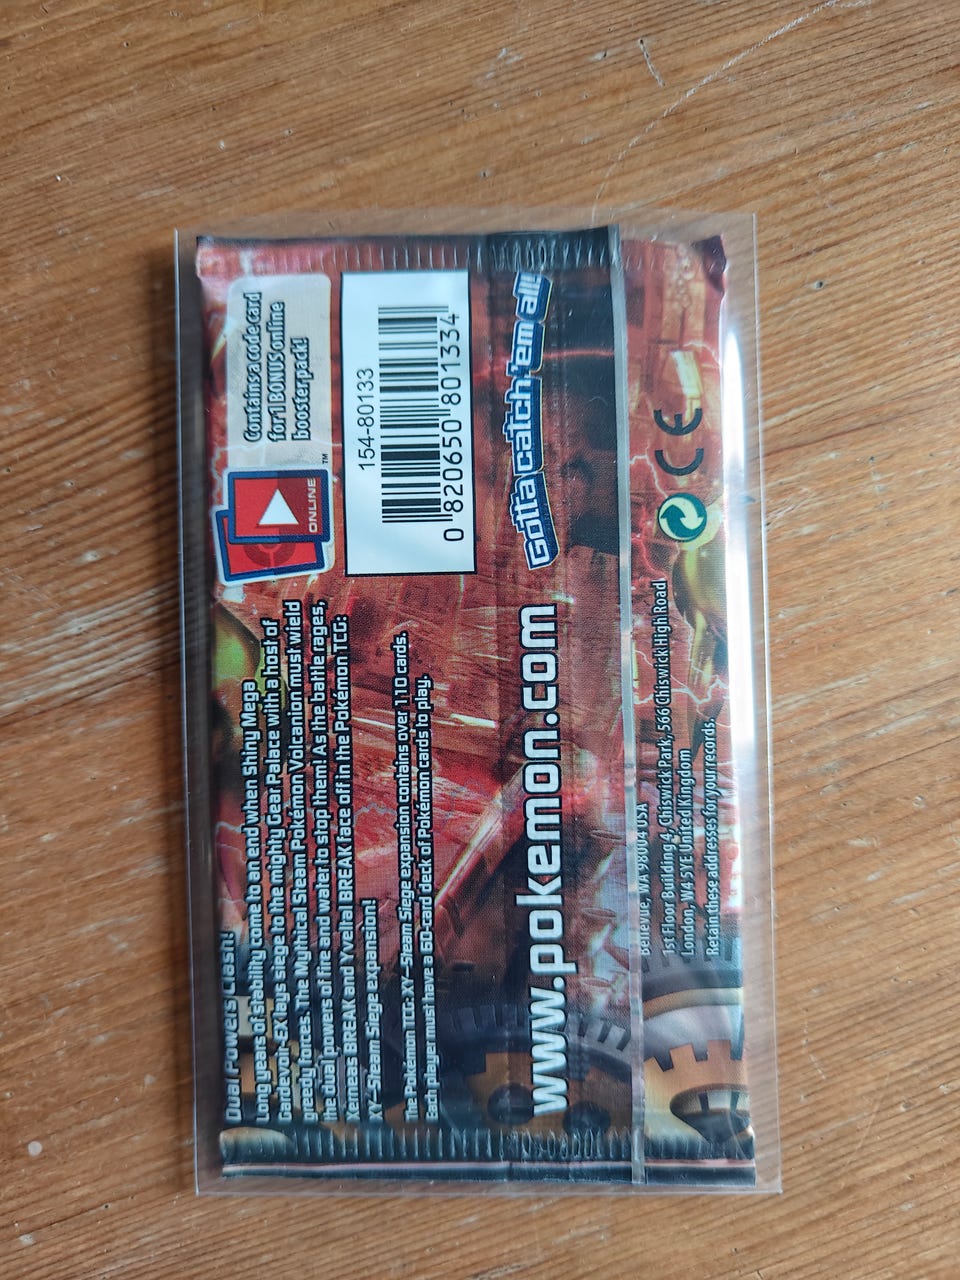 Dual Powers Clash!
Long years of stability come to an end when Shiny Mega
Gardevoir-EX lays siege to the mighty Gear Palace with a host of
greedy forces. The Mythical Steam Pokémon Volcanion must wield
the dual powers of fire and water to stop them! As the battle rages,
Xerneas BREAK and Yveltal BREAK face off in the Pokémon TCG:
XY—Steam Siege expansion!
The Pokémon TCG: XY—Steam Siege expansion contains over 110 cards.
Each player must have a 60-card deck of Pokémon cards to play.
ONLINE
TM
Contains a code card
for 1 BONUS online
booster pack!
154-80133
0 820650 801334
www.pokemon.com
Gotta catch 'em all!
Bellevue, WA 98004 USA
1st Floor Building 4, Chiswick Park, 566 Chiswick High Road
London, W4 5YE United Kingdom
Retain these addresses for your records.
CE